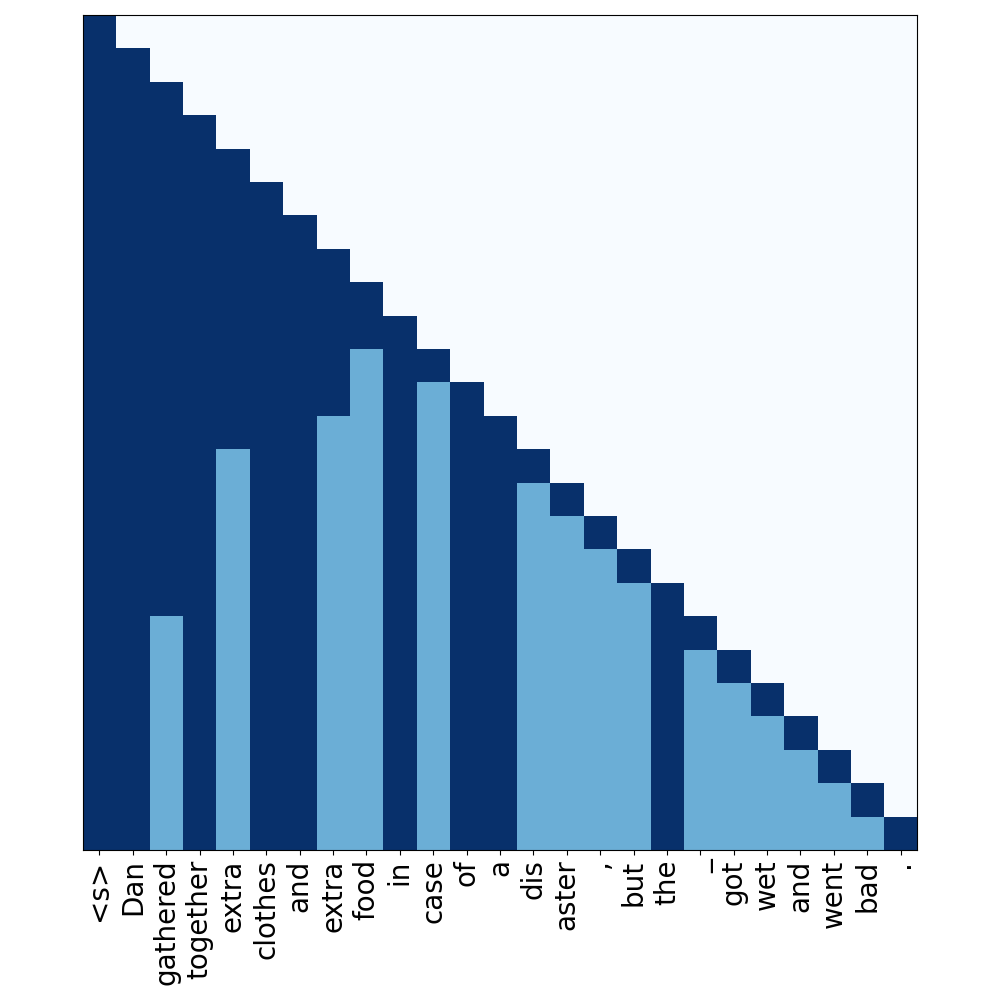 <s> Dan gathered together extra clothes and extra food in case of a dis aster , but the _ got wet and went bad .